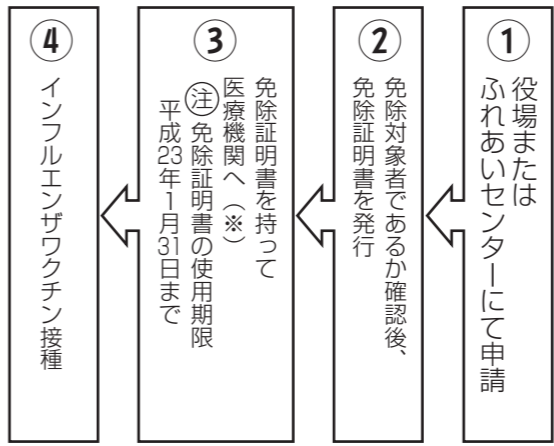 ①
役場または
ふれあいセンターにて申請
②
免除対象者であるか確認後、
免除証明書を発行
③
免除証明書を持って
医療機関へ(※)
㊟免除証明書の使用期限
平成23年1月31日まで
④
インフルエンザワクチン接種